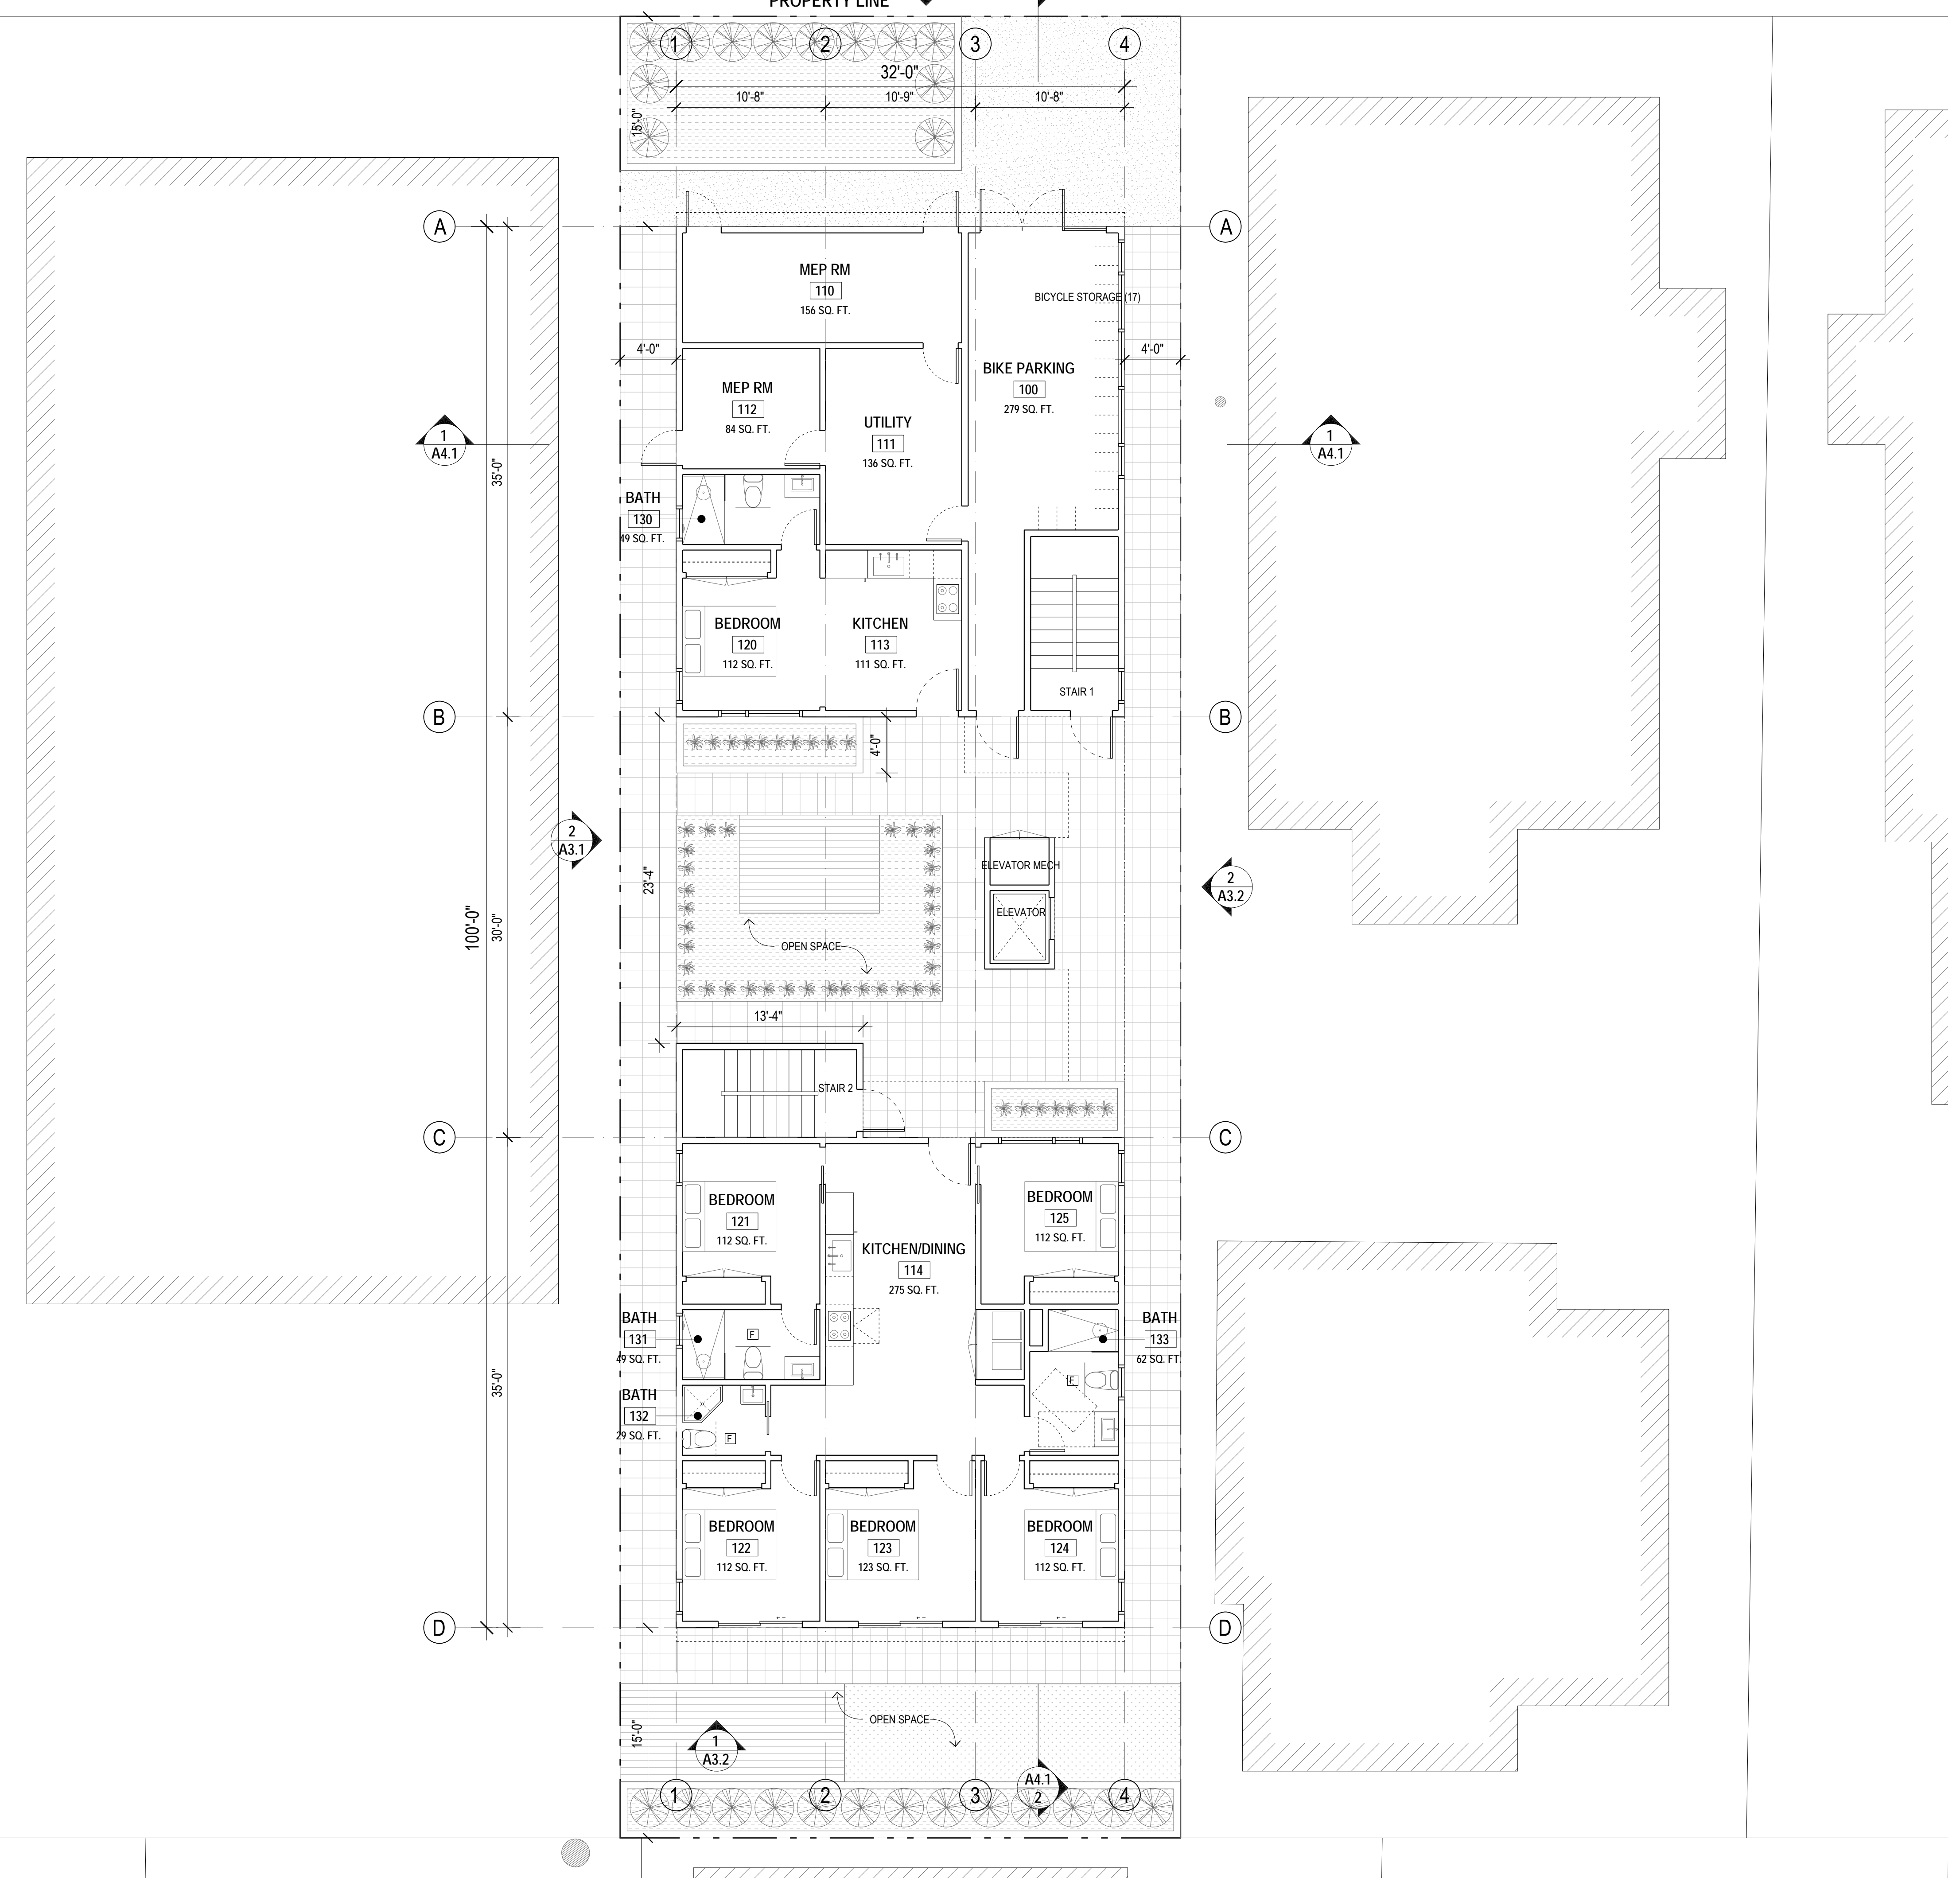 PROPERTY LINE
1
2
3
4
32'-0"
10'-8"
10'-9"
10'-8"
15'-0"
A
A
MEP RM
110
156 SQ. FT.
BICYCLE STORAGE (17)
4'-0"
4'-0"
BIKE PARKING
100
279 SQ. FT.
MEP RM
112
84 SQ. FT.
UTILITY
111
136 SQ. FT.
1
A4.1
1
A4.1
35'-0"
BATH
130
49 SQ. FT.
BEDROOM
120
112 SQ. FT.
KITCHEN
113
111 SQ. FT.
STAIR 1
B
B
4'-0"
2
A3.1
ELEVATOR MECH
2
A3.2
23'-4"
ELEVATOR
100'-0"
30'-0"
OPEN SPACE
13'-4"
STAIR 2
C
C
BEDROOM
121
112 SQ. FT.
BEDROOM
125
112 SQ. FT.
KITCHEN/DINING
114
275 SQ. FT.
BATH
131
49 SQ. FT.
F
BATH
133
62 SQ. FT.
F
35'-0"
BATH
132
29 SQ. FT.
F
BEDROOM
122
112 SQ. FT.
BEDROOM
123
123 SQ. FT.
BEDROOM
124
112 SQ. FT.
D
D
OPEN SPACE
15'-0"
1
A3.2
A4.1
2
1
2
3
4